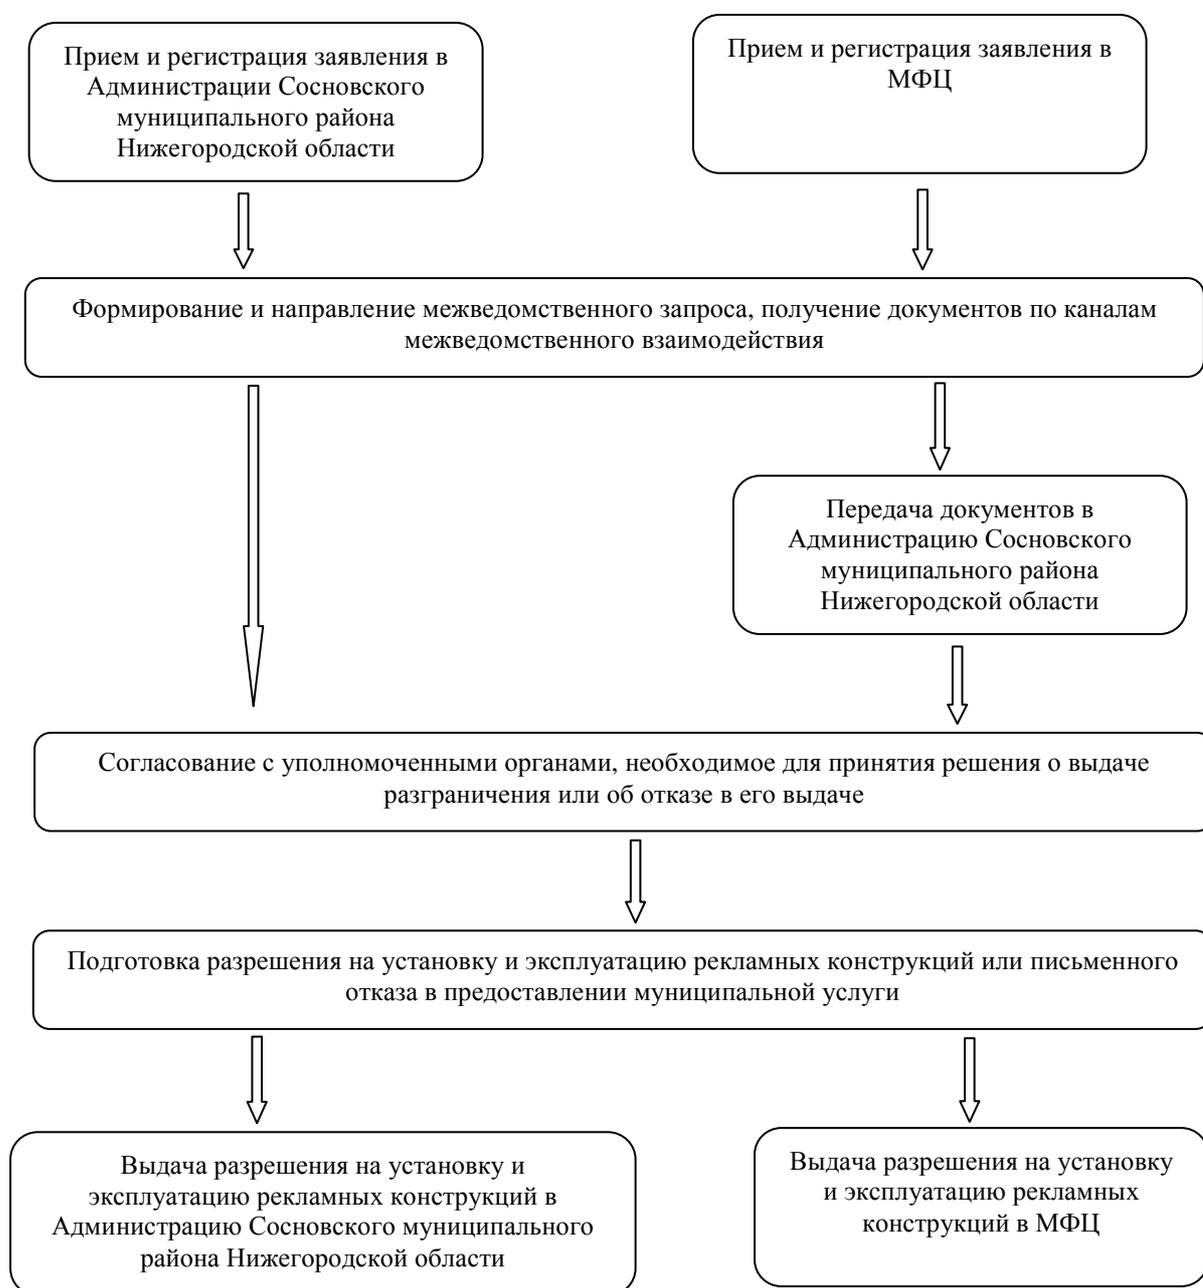 Прием и регистрация заявления в
Администрации Сосновского
муниципального района
Нижегородской области
Прием и регистрация заявления в
МФЦ
Формирование и направление межведомственного запроса, получение документов по каналам
межведомственного взаимодействия
Передача документов в
Администрацию Сосновского
муниципального района
Нижегородской области
Согласование с уполномоченными органами, необходимое для принятия решения о выдаче
разграничения или об отказе в его выдаче
Подготовка разрешения на установку и эксплуатацию рекламных конструкций или письменного
отказа в предоставлении муниципальной услуги
Выдача разрешения на установку и
эксплуатацию рекламных конструкций в
Администрацию Сосновского муниципального
района Нижегородской области
Выдача разрешения на установку
и эксплуатацию рекламных
конструкций в МФЦ